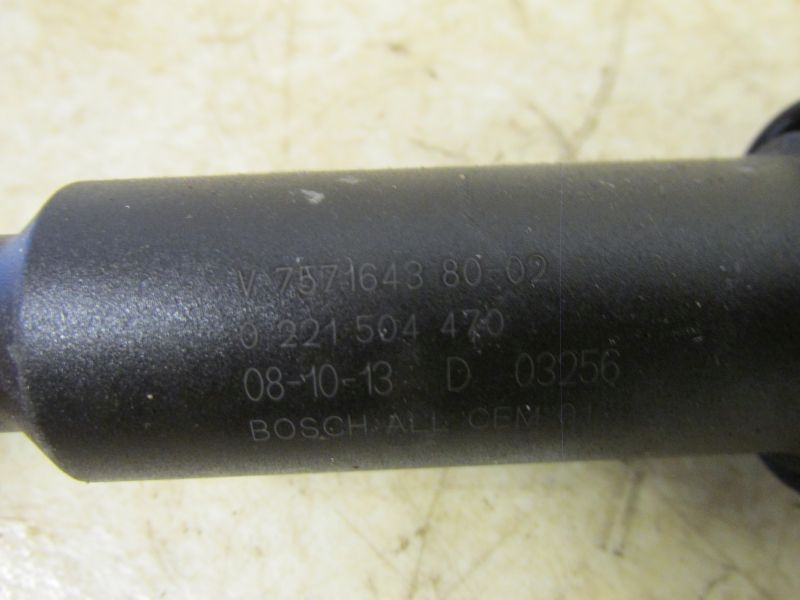 V 7571643 80-02
0 221 504 470
08-10-13 D 03256
BOSCH ALL CEM 01